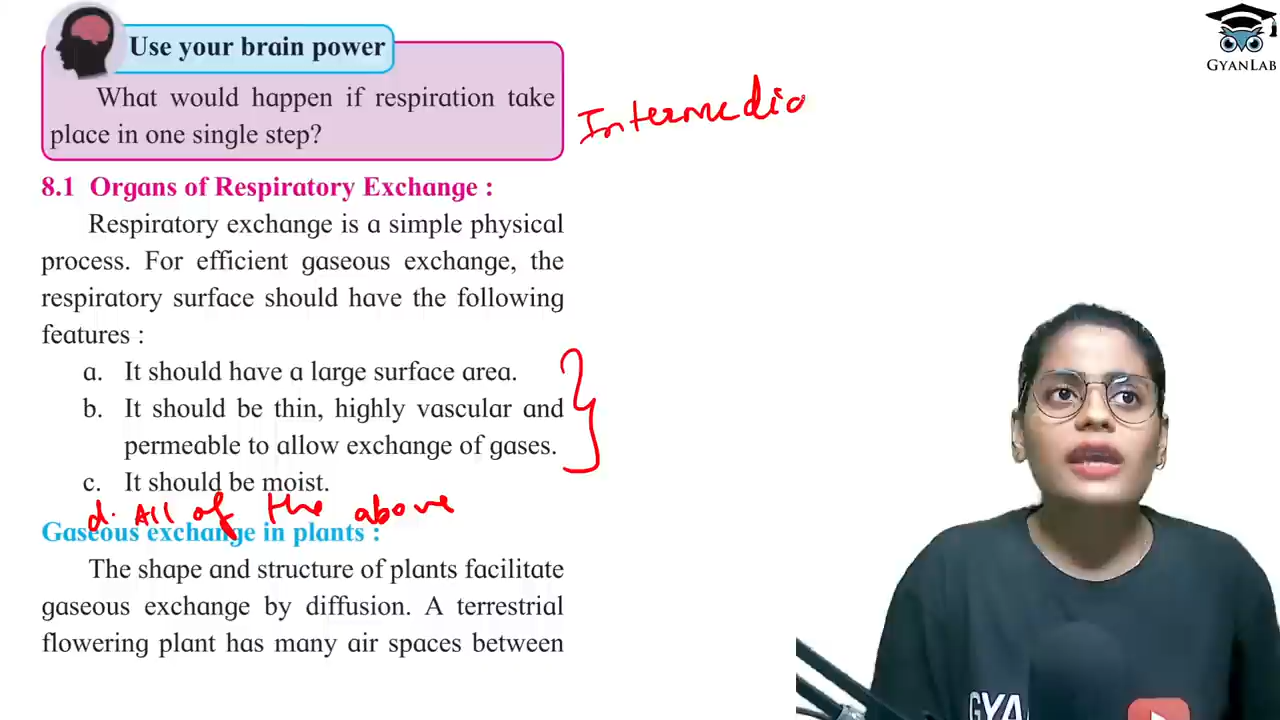 Use your brain power
What would happen if respiration take
place in one single step?
Intermedia
8.1 Organs of Respiratory Exchange :
Respiratory exchange is a simple physical
process. For efficient gaseous exchange, the
respiratory surface should have the following
features :
a. It should have a large surface area.
b. It should be thin, highly vascular and
permeable to allow exchange of gases.
c. It should be moist.
d. All of the above
Gaseous exchange in plants :
The shape and structure of plants facilitate
gaseous exchange by diffusion. A terrestrial
flowering plant has many air spaces between
GYANLAB
GYA